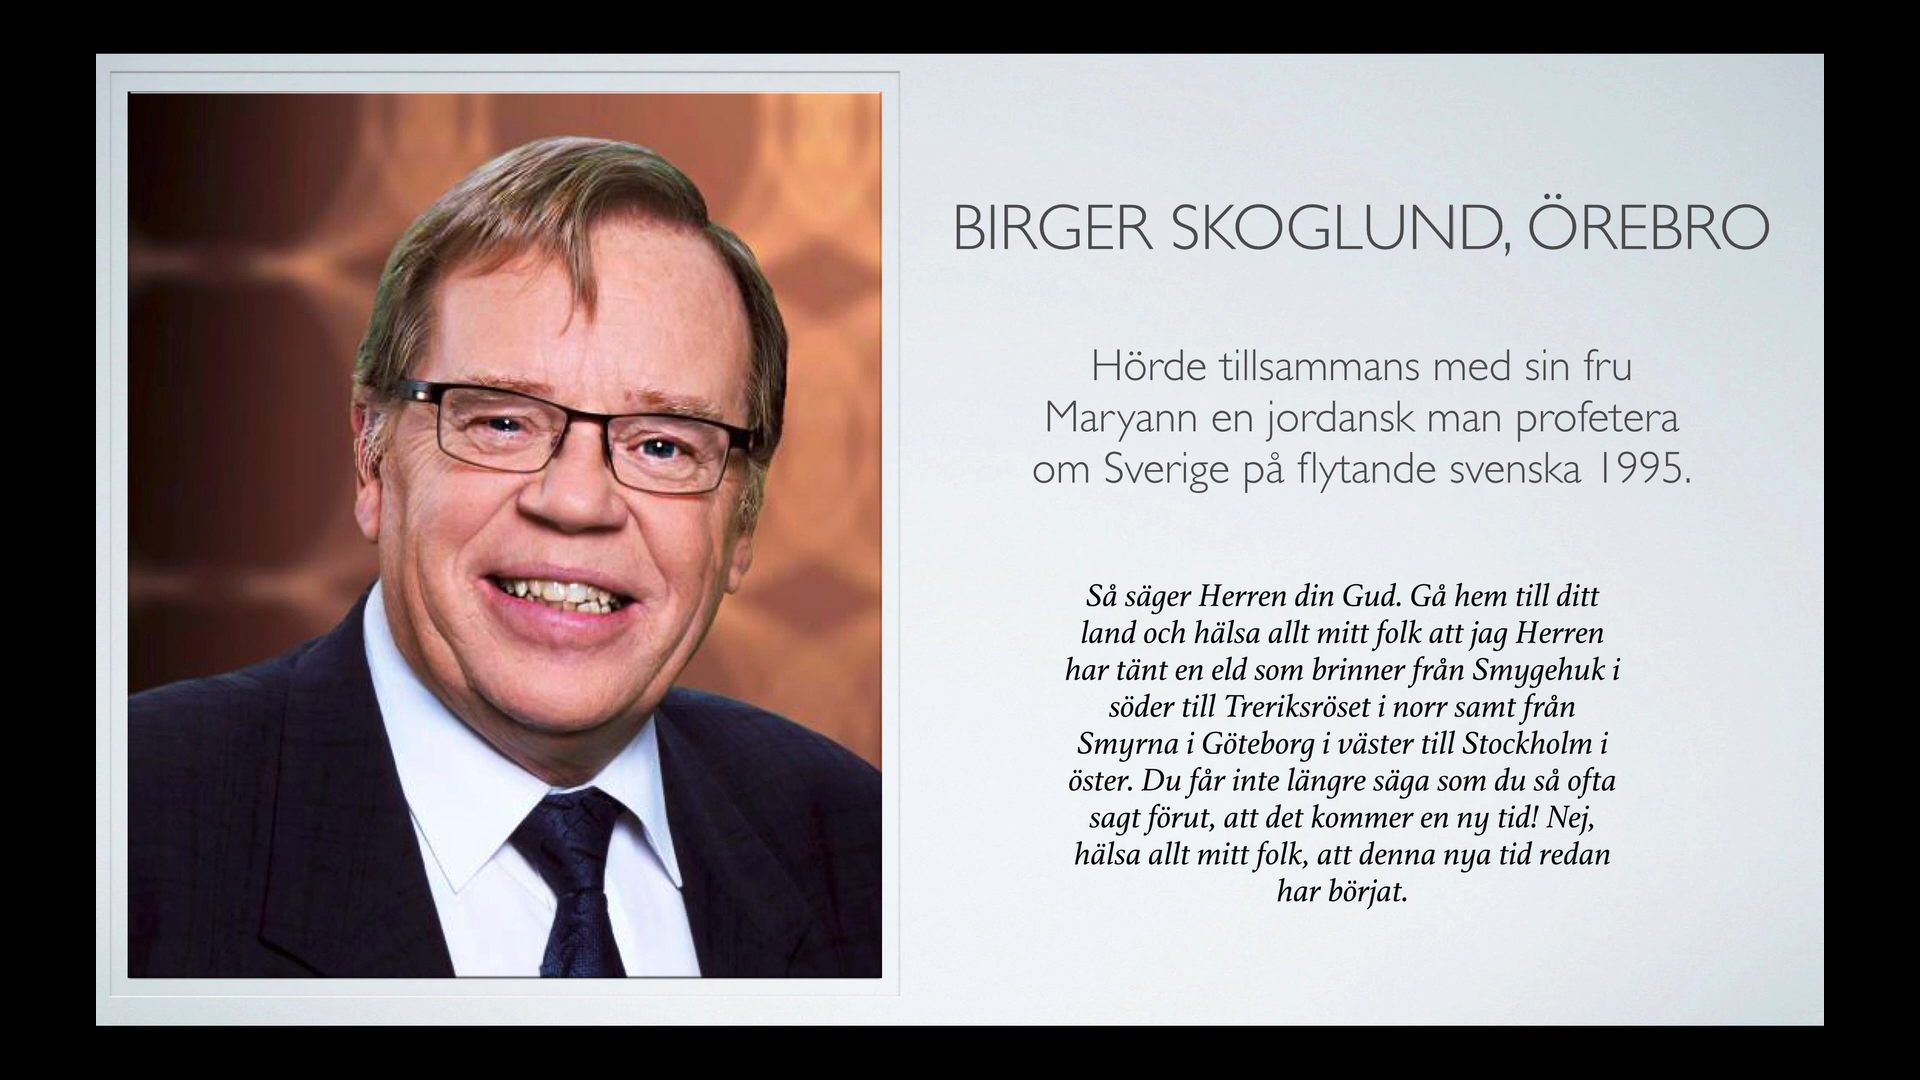 BIRGER SKOGLUND, ÖREBRO
Hörde tillsammans med sin fru
Maryann en jordansk man profetera
om Sverige på flytande svenska 1995.
Så säger Herren din Gud. Gå hem till ditt
land och hälsa allt mitt folk att jag Herren
har tänt en eld som brinner från Smygehuk i
söder till Treriksröset i norr samt från
Smyrna i Göteborg i väster till Stockholm i
öster. Du får inte längre säga som du så ofta
sagt förut, att det kommer en ny tid! Nej,
hälsa allt mitt folk, att denna nya tid redan
har börjat.